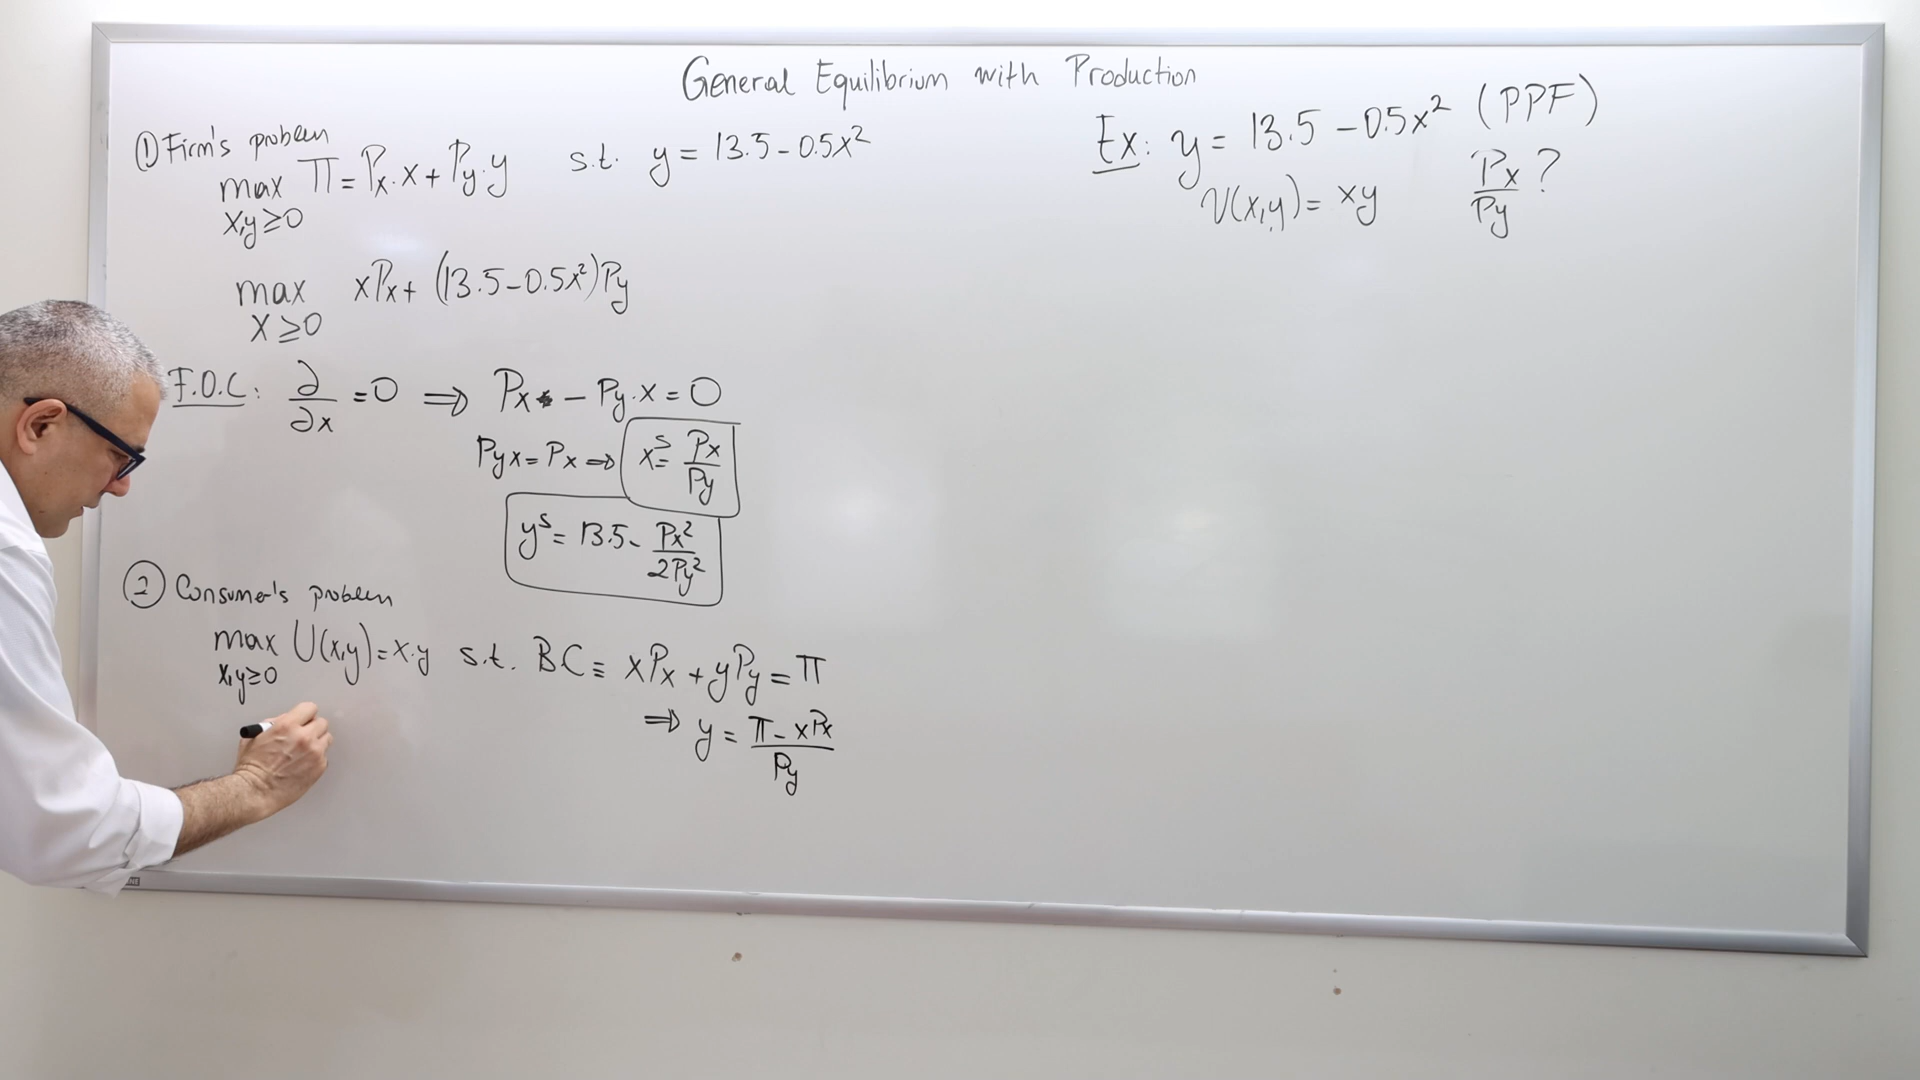 General Equilibrium with Production
① Firm's problem
max Π = Px·x + Py·y s.t. y = 13.5 - 0.5x²
x,y ≥ 0
max xPx + (13.5 - 0.5x²)Py
x ≥ 0
F.O.C: ∂/∂x = 0 ⟹ Px - Py·x = 0
Pyx = Px ⟹ xˢ = Px/Py
yˢ = 13.5 - Px²/2Py²
② Consumer's problem
max U(x,y) = x·y s.t. BC ≡ xPx + yPy = Π
x,y ≥ 0
⟹ y = Π - xPx/Py
Ex: y = 13.5 - 0.5x² (PPF)
U(x,y) = xy Px/Py ?